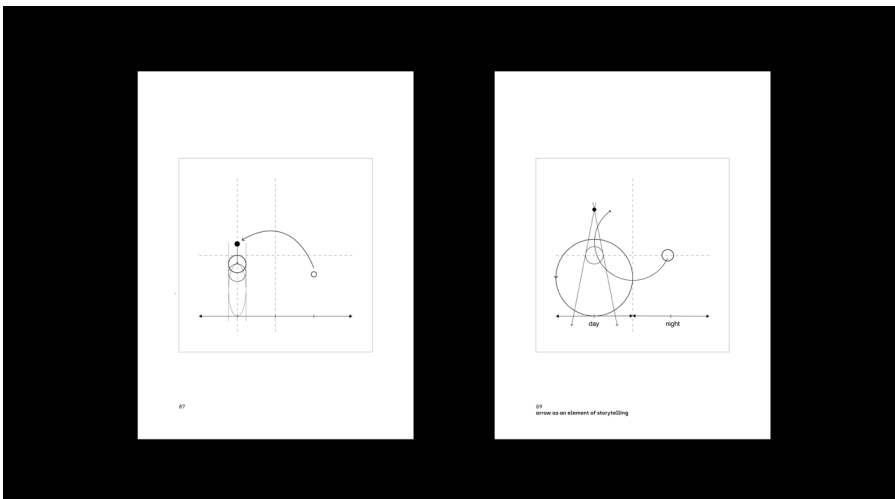 87
day
night
89
arrow as an element of storytelling